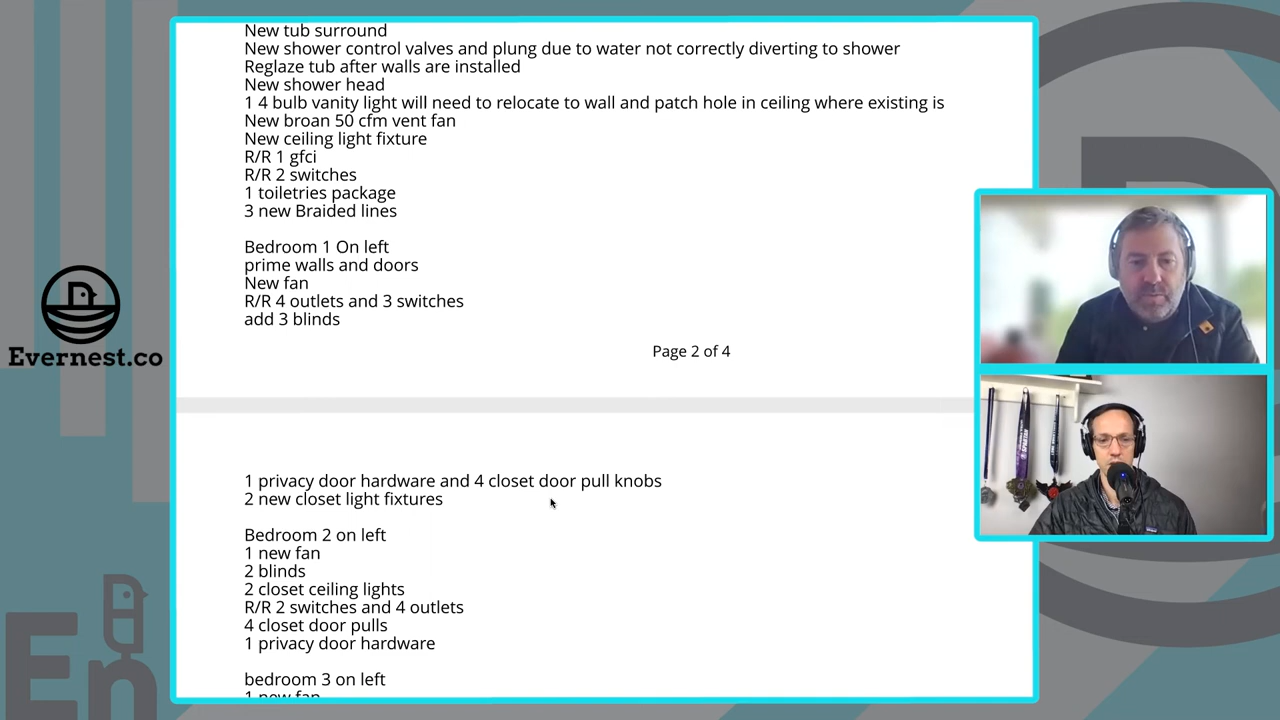 New tub surround
New shower control valves and plung due to water not correctly diverting to shower
Reglaze tub after walls are installed
New shower head
1 4 bulb vanity light will need to relocate to wall and patch hole in ceiling where existing is
New broan 50 cfm vent fan
New ceiling light fixture
R/R 1 gfci
R/R 2 switches
1 toiletries package
3 new Braided lines
Bedroom 1 On left
prime walls and doors
New fan
R/R 4 outlets and 3 switches
add 3 blinds
Page 2 of 4
1 privacy door hardware and 4 closet door pull knobs
2 new closet light fixtures
Bedroom 2 on left
1 new fan
2 blinds
2 closet ceiling lights
R/R 2 switches and 4 outlets
4 closet door pulls
1 privacy door hardware
bedroom 3 on left
1 new fan
Evernest.co
En